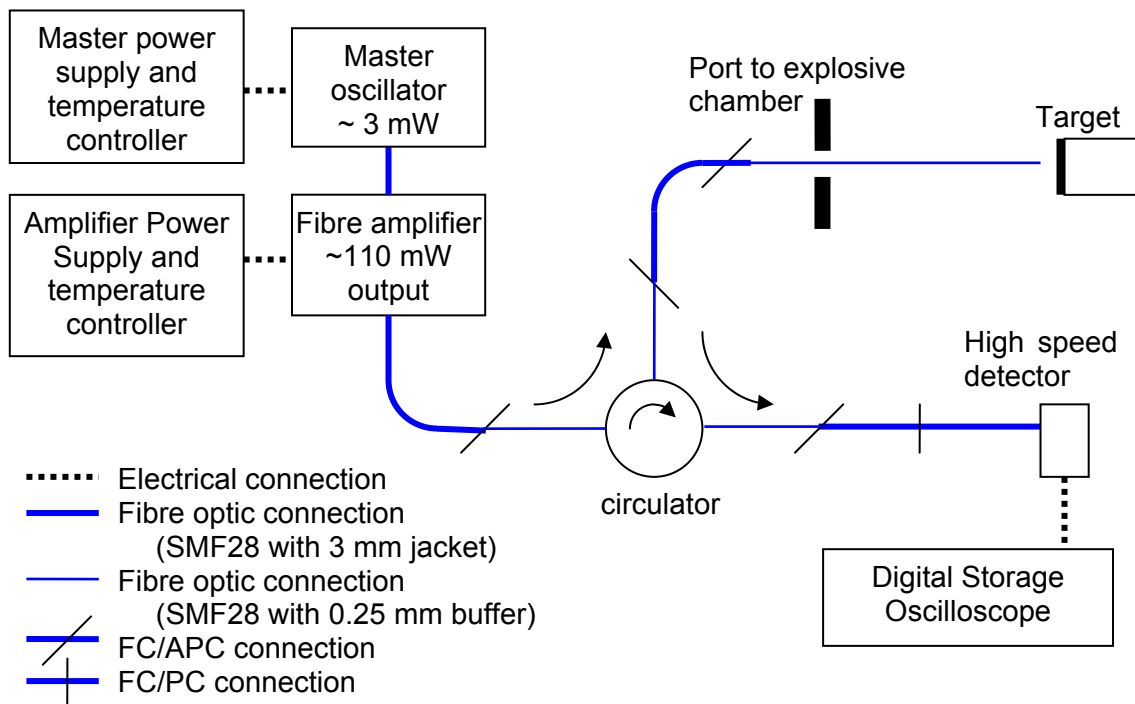 Master power
supply and
temperature
controller
Master
oscillator
~ 3 mW
Port to explosive
chamber
Target
Amplifier Power
Supply and
temperature
controller
Fibre amplifier
~110 mW
output
High speed
detector
circulator
Electrical connection
Fibre optic connection
(SMF28 with 3 mm jacket)
Fibre optic connection
(SMF28 with 0.25 mm buffer)
FC/APC connection
FC/PC connection
Digital Storage
Oscilloscope